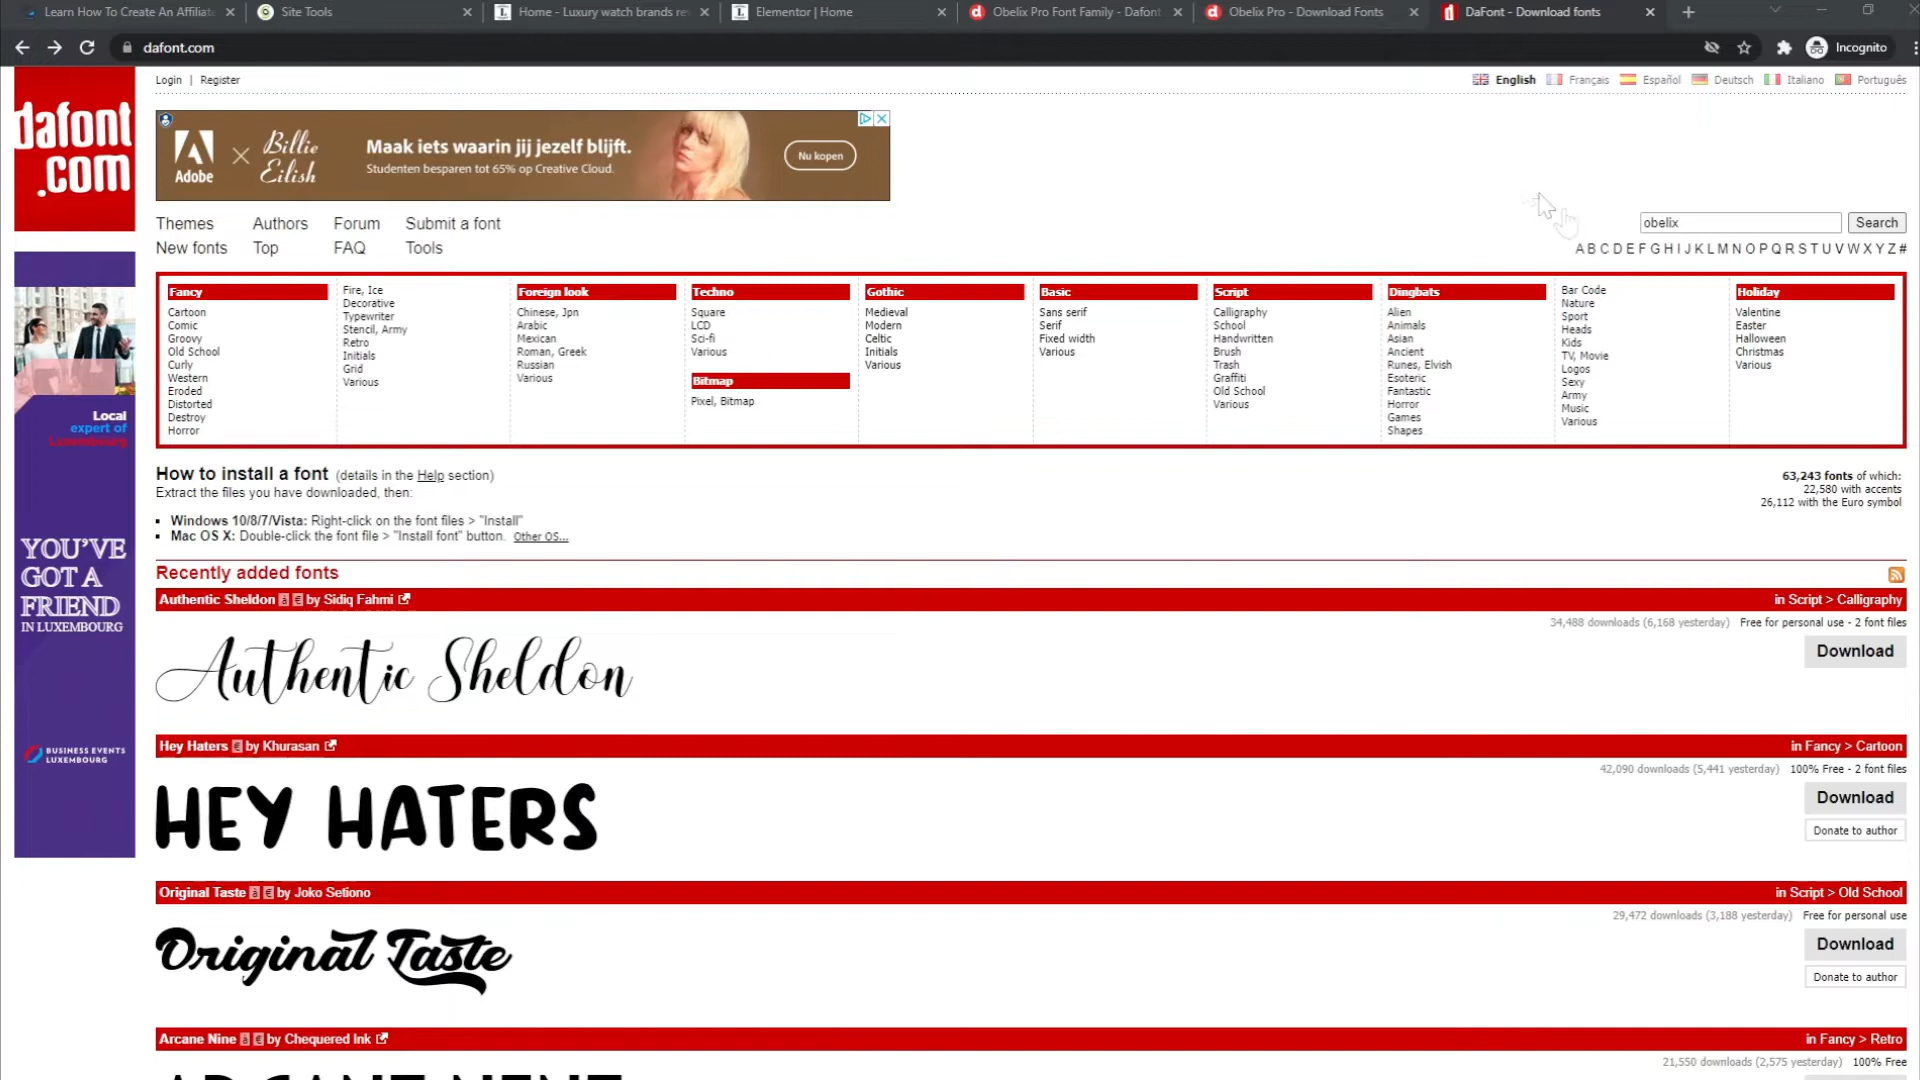 Learn How To Create An Affiliat
Site Tools
Home - Luxury watch brands re
Elementor | Home
Obelix Pro Font Family - Dafont
Obelix Pro - Download Fonts
DaFont - Download fonts
dafont.com
Incognito
dafont
.com
Login | Register
English Français Español Deutsch Italiano Português
Adobe × Billie Eilish
Maak iets waarin jij jezelf blijft.
Studenten besparen tot 65% op Creative Cloud.
Nu kopen
Themes Authors Forum Submit a font
New fonts Top FAQ Tools
obelix
Search
A B C D E F G H I J K L M N O P Q R S T U V W X Y Z #
Fancy
Cartoon
Comic
Groovy
Old School
Curly
Western
Eroded
Distorted
Destroy
Horror
Fire, Ice
Decorative
Typewriter
Stencil, Army
Retro
Initials
Grid
Various
Foreign look
Chinese, Jpn
Arabic
Mexican
Roman, Greek
Russian
Various
Techno
Square
LCD
Sci-fi
Various
Bitmap
Pixel, Bitmap
Gothic
Medieval
Modern
Celtic
Initials
Various
Basic
Sans serif
Serif
Fixed width
Various
Script
Calligraphy
School
Handwritten
Brush
Trash
Graffiti
Old School
Various
Dingbats
Alien
Animals
Asian
Ancient
Runes, Elvish
Esoteric
Fantastic
Horror
Games
Shapes
Bar Code
Nature
Sport
Heads
Kids
TV, Movie
Logos
Sexy
Army
Music
Various
Holiday
Valentine
Easter
Halloween
Christmas
Various
Local
expert of
Luxembourg
YOU'VE
GOT A
FRIEND
IN LUXEMBOURG
BUSINESS EVENTS
LUXEMBOURG
How to install a font (details in the Help section)
Extract the files you have downloaded, then:
Windows 10/8/7/Vista: Right-click on the font files > "Install"
Mac OS X: Double-click the font file > "Install font" button. Other OS...
63,243 fonts of which:
22,580 with accents
26,112 with the Euro symbol
Recently added fonts
Authentic Sheldon à € by Sidiq Fahmi
in Script > Calligraphy
34,488 downloads (6,168 yesterday) Free for personal use - 2 font files
Authentic Sheldon
Download
Hey Haters € by Khurasan
in Fancy > Cartoon
42,090 downloads (5,441 yesterday) 100% Free - 2 font files
HEY HATERS
Download
Donate to author
Original Taste à € by Joko Setiono
in Script > Old School
29,472 downloads (3,188 yesterday) Free for personal use
Original Taste
Download
Donate to author
Arcane Nine à € by Chequered Ink
in Fancy > Retro
21,550 downloads (2,575 yesterday) 100% Free
ARCANE NINE